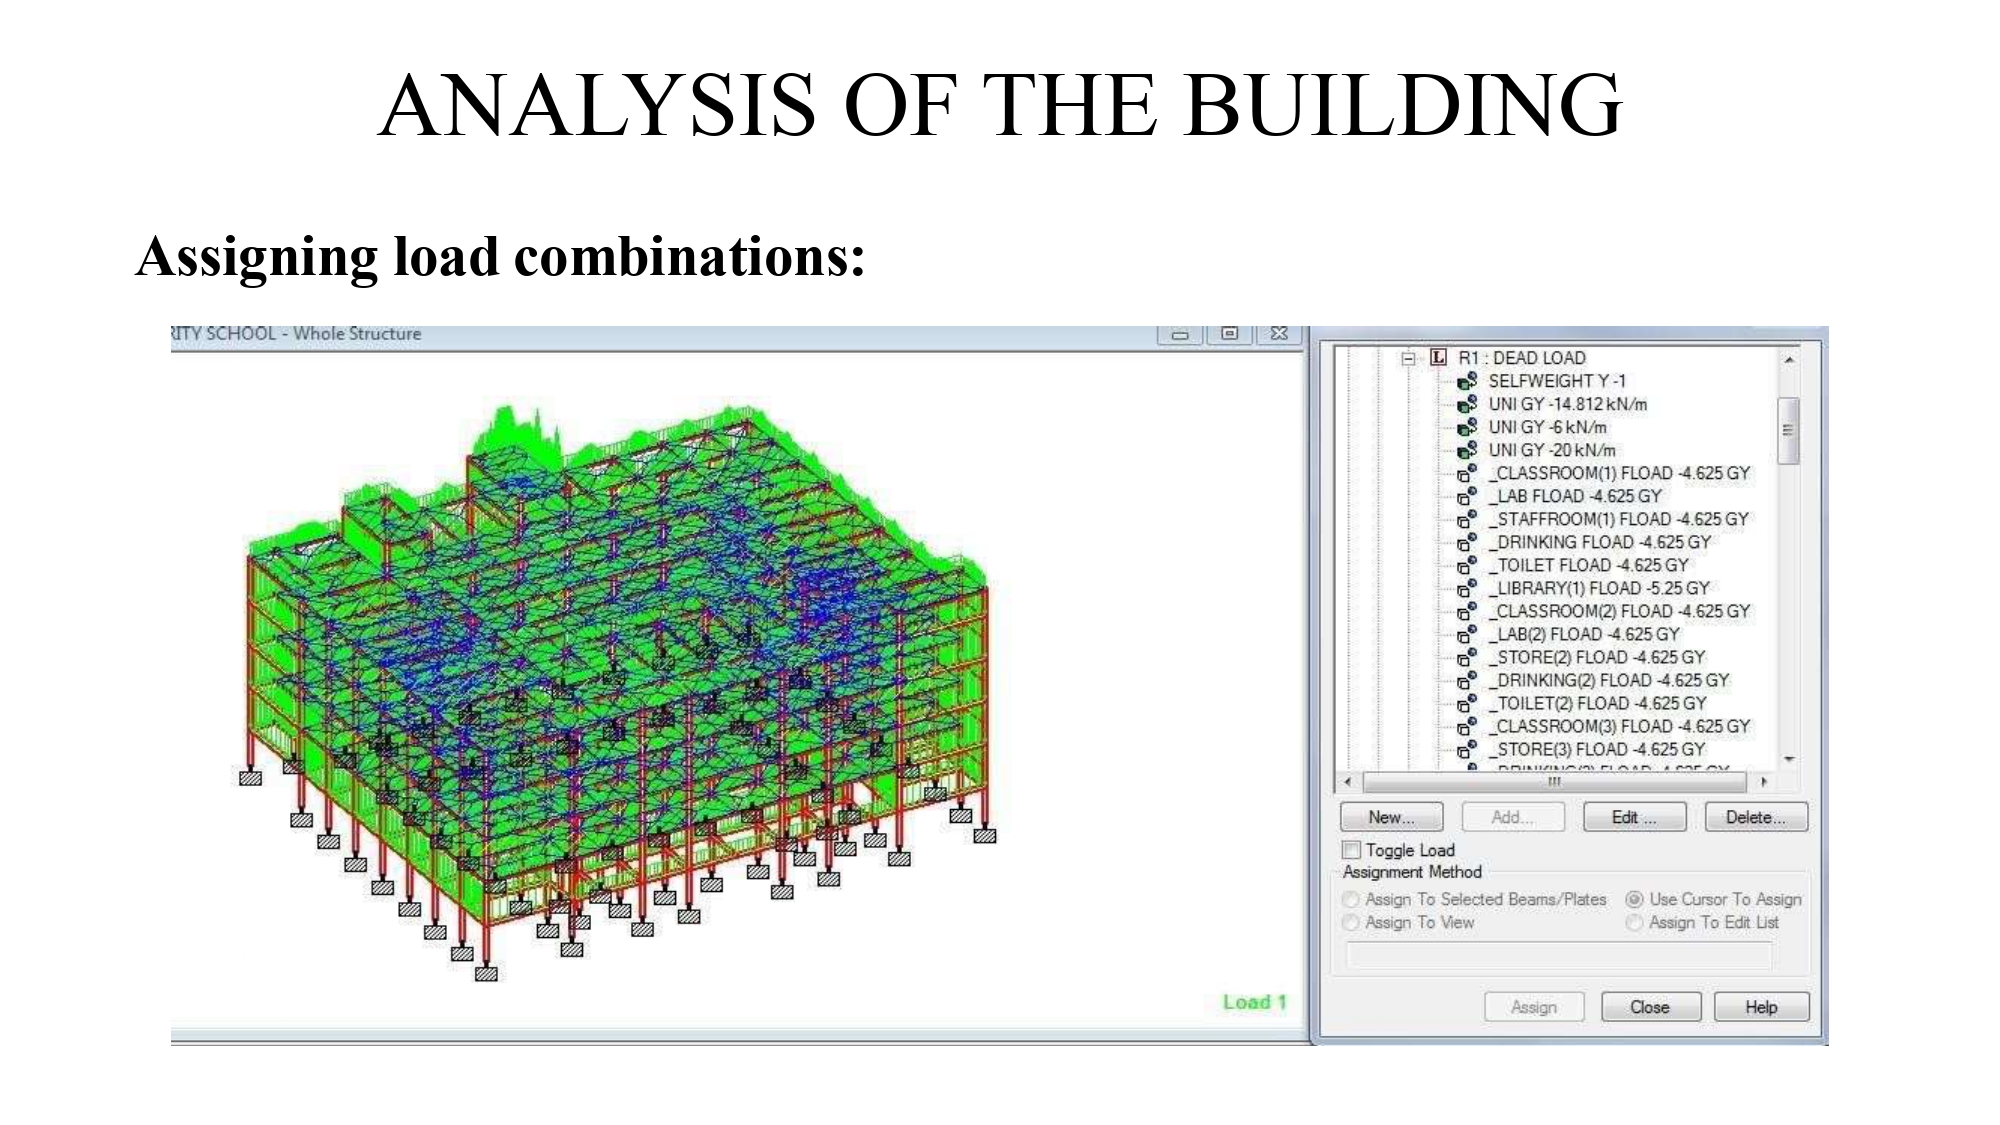 ANALYSIS OF THE BUILDING
Assigning load combinations:
RITY SCHOOL - Whole Structure
Load 1
R1 : DEAD LOAD
SELFWEIGHT Y -1
UNI GY -14.812 kN/m
UNI GY -6 kN/m
UNI GY -20 kN/m
_CLASSROOM(1) FLOAD -4.625 GY
_LAB FLOAD -4.625 GY
_STAFFROOM(1) FLOAD -4.625 GY
_DRINKING FLOAD -4.625 GY
_TOILET FLOAD -4.625 GY
_LIBRARY(1) FLOAD -5.25 GY
_CLASSROOM(2) FLOAD -4.625 GY
_LAB(2) FLOAD -4.625 GY
_STORE(2) FLOAD -4.625 GY
_DRINKING(2) FLOAD -4.625 GY
_TOILET(2) FLOAD -4.625 GY
_CLASSROOM(3) FLOAD -4.625 GY
_STORE(3) FLOAD -4.625 GY
New... Add... Edit ... Delete...
Toggle Load
Assignment Method
Assign To Selected Beams/Plates Use Cursor To Assign
Assign To View Assign To Edit List
Assign Close Help